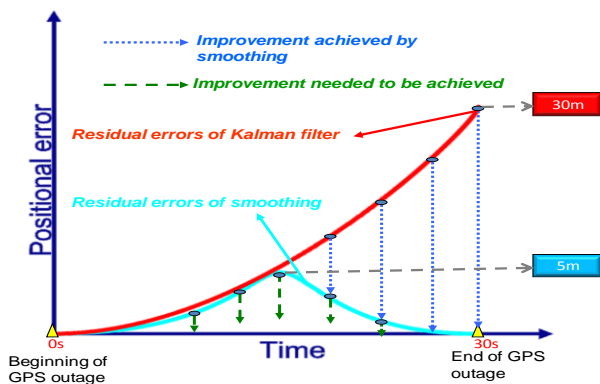 Improvement achieved by
smoothing
Improvement needed to be achieved
30m
Residual errors of Kalman filter
Residual errors of smoothing
Positional error
5m
0s
Time
30s
Beginning of
GPS outage
End of GPS
outage